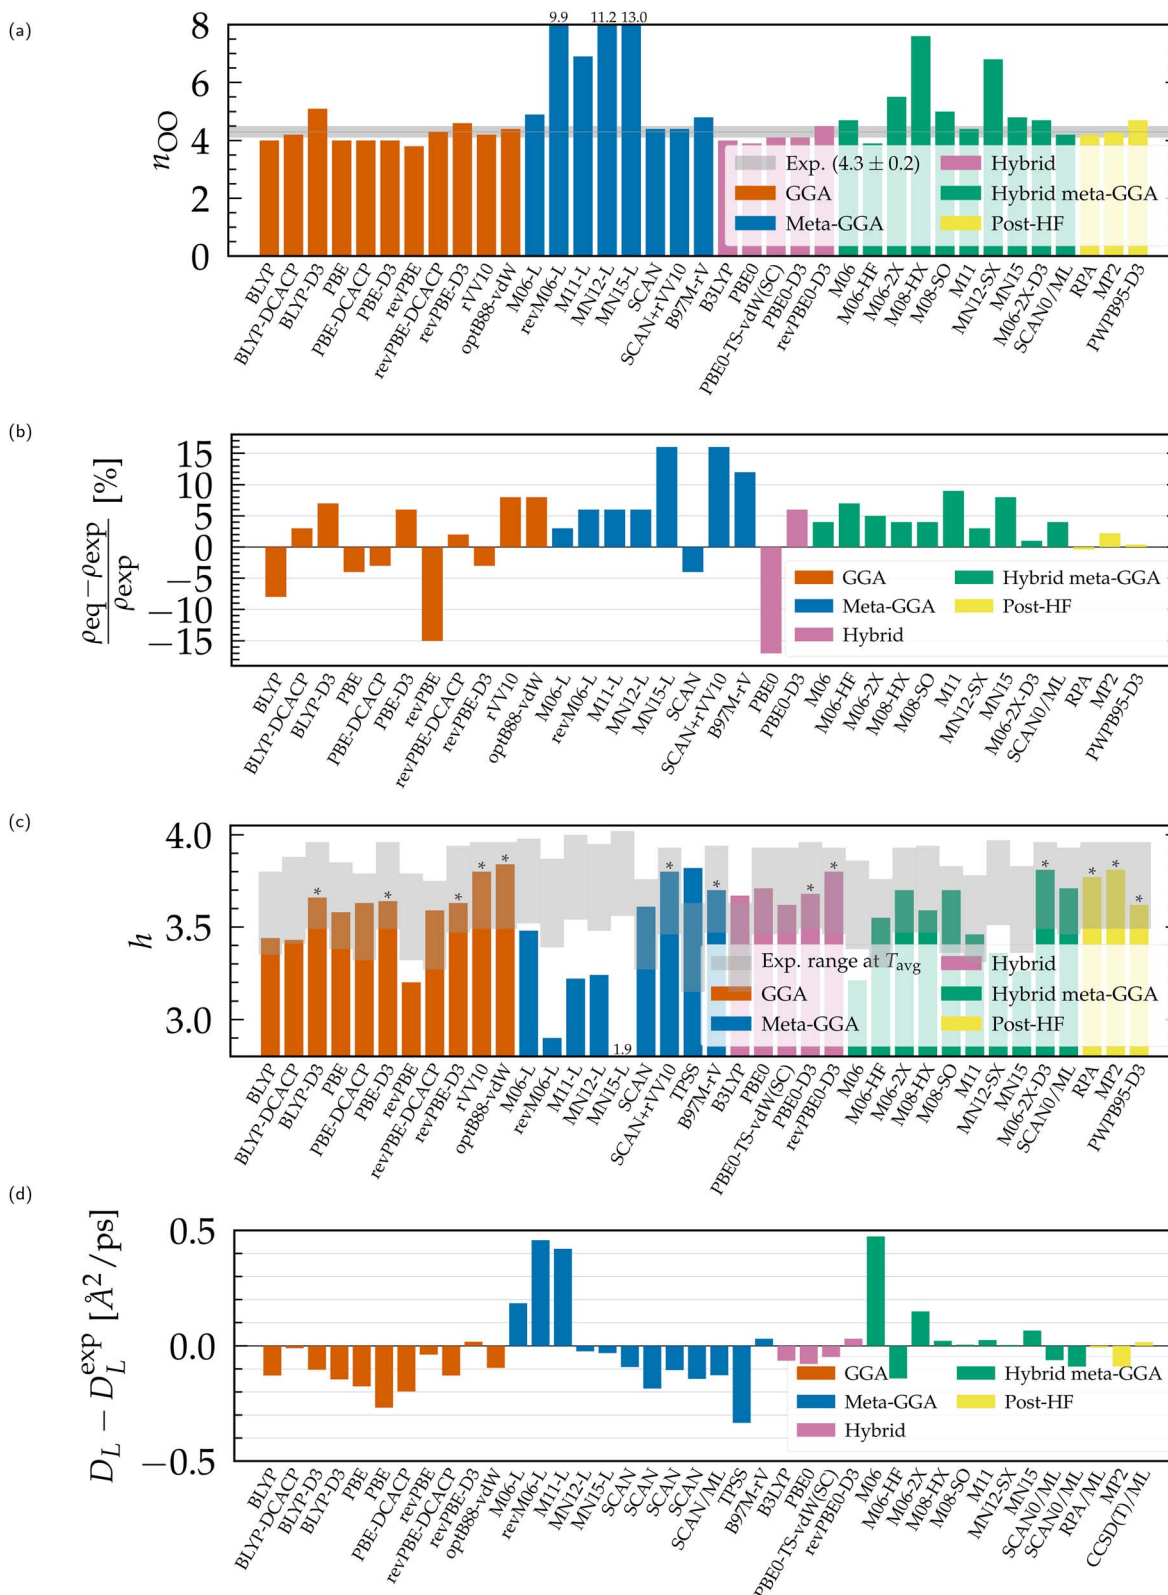 (a)
9.9 11.2 13.0
8
6
4
2
0
nOO
Exp. (4.3 ± 0.2)
GGA
Meta-GGA
Hybrid
Hybrid meta-GGA
Post-HF
BLYP
BLYP-DCACP
BLYP-D3
PBE
PBE-DCACP
PBE-D3
revPBE
revPBE-DCACP
revPBE-D3
rVV10
optB88-vdW
M06-L
revM06-L
M11-L
MN12-L
MN15-L
SCAN
SCAN+rVV10
B97M-rV
B3LYP
PBE0
PBE0-TS-vdW(SC)
PBE0-D3
revPBE0-D3
M06
M06-HF
M06-2X
M08-HX
M08-SO
M11
MN12-SX
MN15
M06-2X-D3
SCAN0/ML
RPA
MP2
PWPB95-D3
(b)
15
10
5
0
−5
−10
−15
ρeq−ρexp
ρexp
[%]
GGA
Meta-GGA
Hybrid
Hybrid meta-GGA
Post-HF
BLYP
BLYP-DCACP
BLYP-D3
PBE
PBE-DCACP
PBE-D3
revPBE
revPBE-DCACP
revPBE-D3
rVV10
optB88-vdW
M06-L
revM06-L
M11-L
MN12-L
MN15-L
SCAN
SCAN+rVV10
B97M-rV
PBE0
PBE0-D3
M06
M06-HF
M06-2X
M08-HX
M08-SO
M11
MN12-SX
MN15
M06-2X-D3
SCAN0/ML
RPA
MP2
PWPB95-D3
(c)
4.0
3.5
3.0
h
* * * * * * * * * * * * *
1.9
Exp. range at Tavg
GGA
Meta-GGA
Hybrid
Hybrid meta-GGA
Post-HF
BLYP
BLYP-DCACP
BLYP-D3
PBE
PBE-DCACP
PBE-D3
revPBE
revPBE-DCACP
revPBE-D3
rVV10
optB88-vdW
M06-L
revM06-L
M11-L
MN12-L
MN15-L
SCAN
SCAN+rVV10
TPSS
B97M-rV
B3LYP
PBE0
PBE0-TS-vdW(SC)
PBE0-D3
revPBE0-D3
M06
M06-HF
M06-2X
M08-HX
M08-SO
M11
MN12-SX
MN15
M06-2X-D3
SCAN0/ML
RPA
MP2
PWPB95-D3
(d)
0.5
0.0
−0.5
DL − DLexp [Å2/ps]
GGA
Meta-GGA
Hybrid
Hybrid meta-GGA
Post-HF
BLYP
BLYP-DCACP
BLYP-D3
BLYP-D3
PBE
PBE
PBE-DCACP
revPBE
revPBE-DCACP
revPBE-D3
optB88-vdW
M06-L
revM06-L
M11-L
MN12-L
MN15-L
SCAN
SCAN
SCAN
SCAN
SCAN/ML
TPSS
B97M-rV
B3LYP
PBE0
PBE0-TS-vdW(SC)
revPBE0-D3
M06
M06-HF
M06-2X
M08-HX
M08-SO
M11
MN12-SX
MN15
SCAN0/ML
SCAN0/ML
RPA/ML
MP2
CCSD(T)/ML